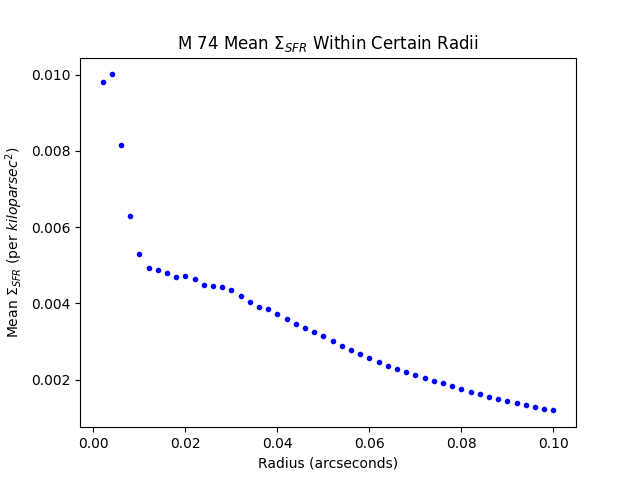 M 74 Mean Σ_SFR Within Certain Radii
0.010
0.008
0.006
0.004
0.002
Mean Σ_SFR (per kiloparsec²)
0.00 0.02 0.04 0.06 0.08 0.10
Radius (arcseconds)